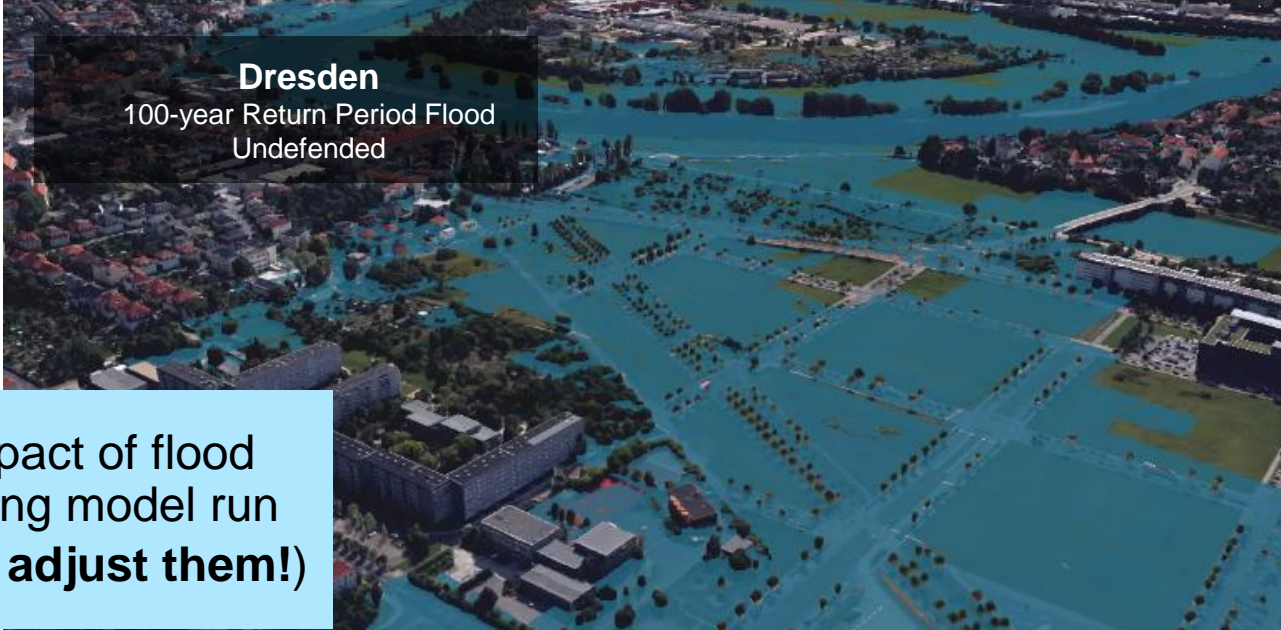 Dresden
100-year Return Period Flood
Undefended
pact of flood
ng model run
adjust them!)